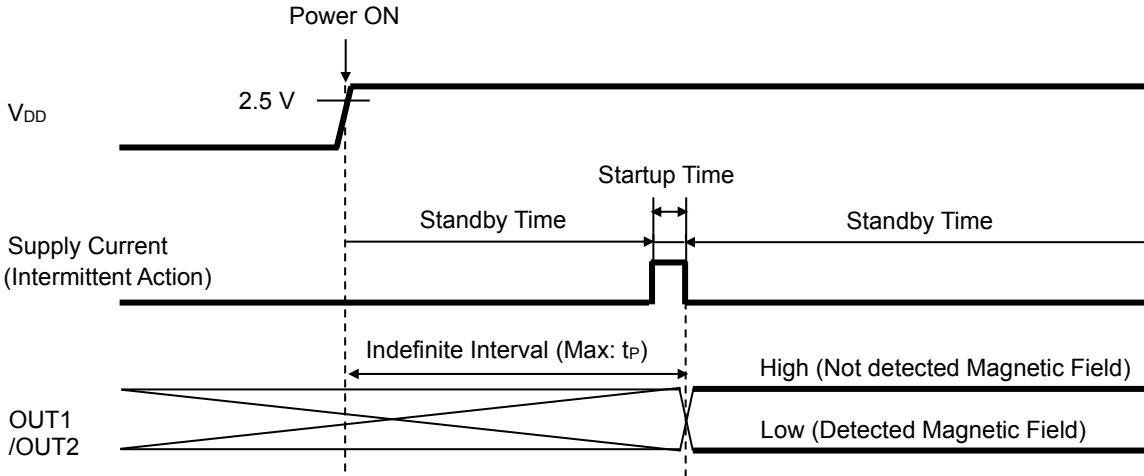 Power ON
2.5 V
VDD
Startup Time
Standby Time
Standby Time
Supply Current
(Intermittent Action)
Indefinite Interval (Max: tP)
High (Not detected Magnetic Field)
OUT1
/OUT2
Low (Detected Magnetic Field)